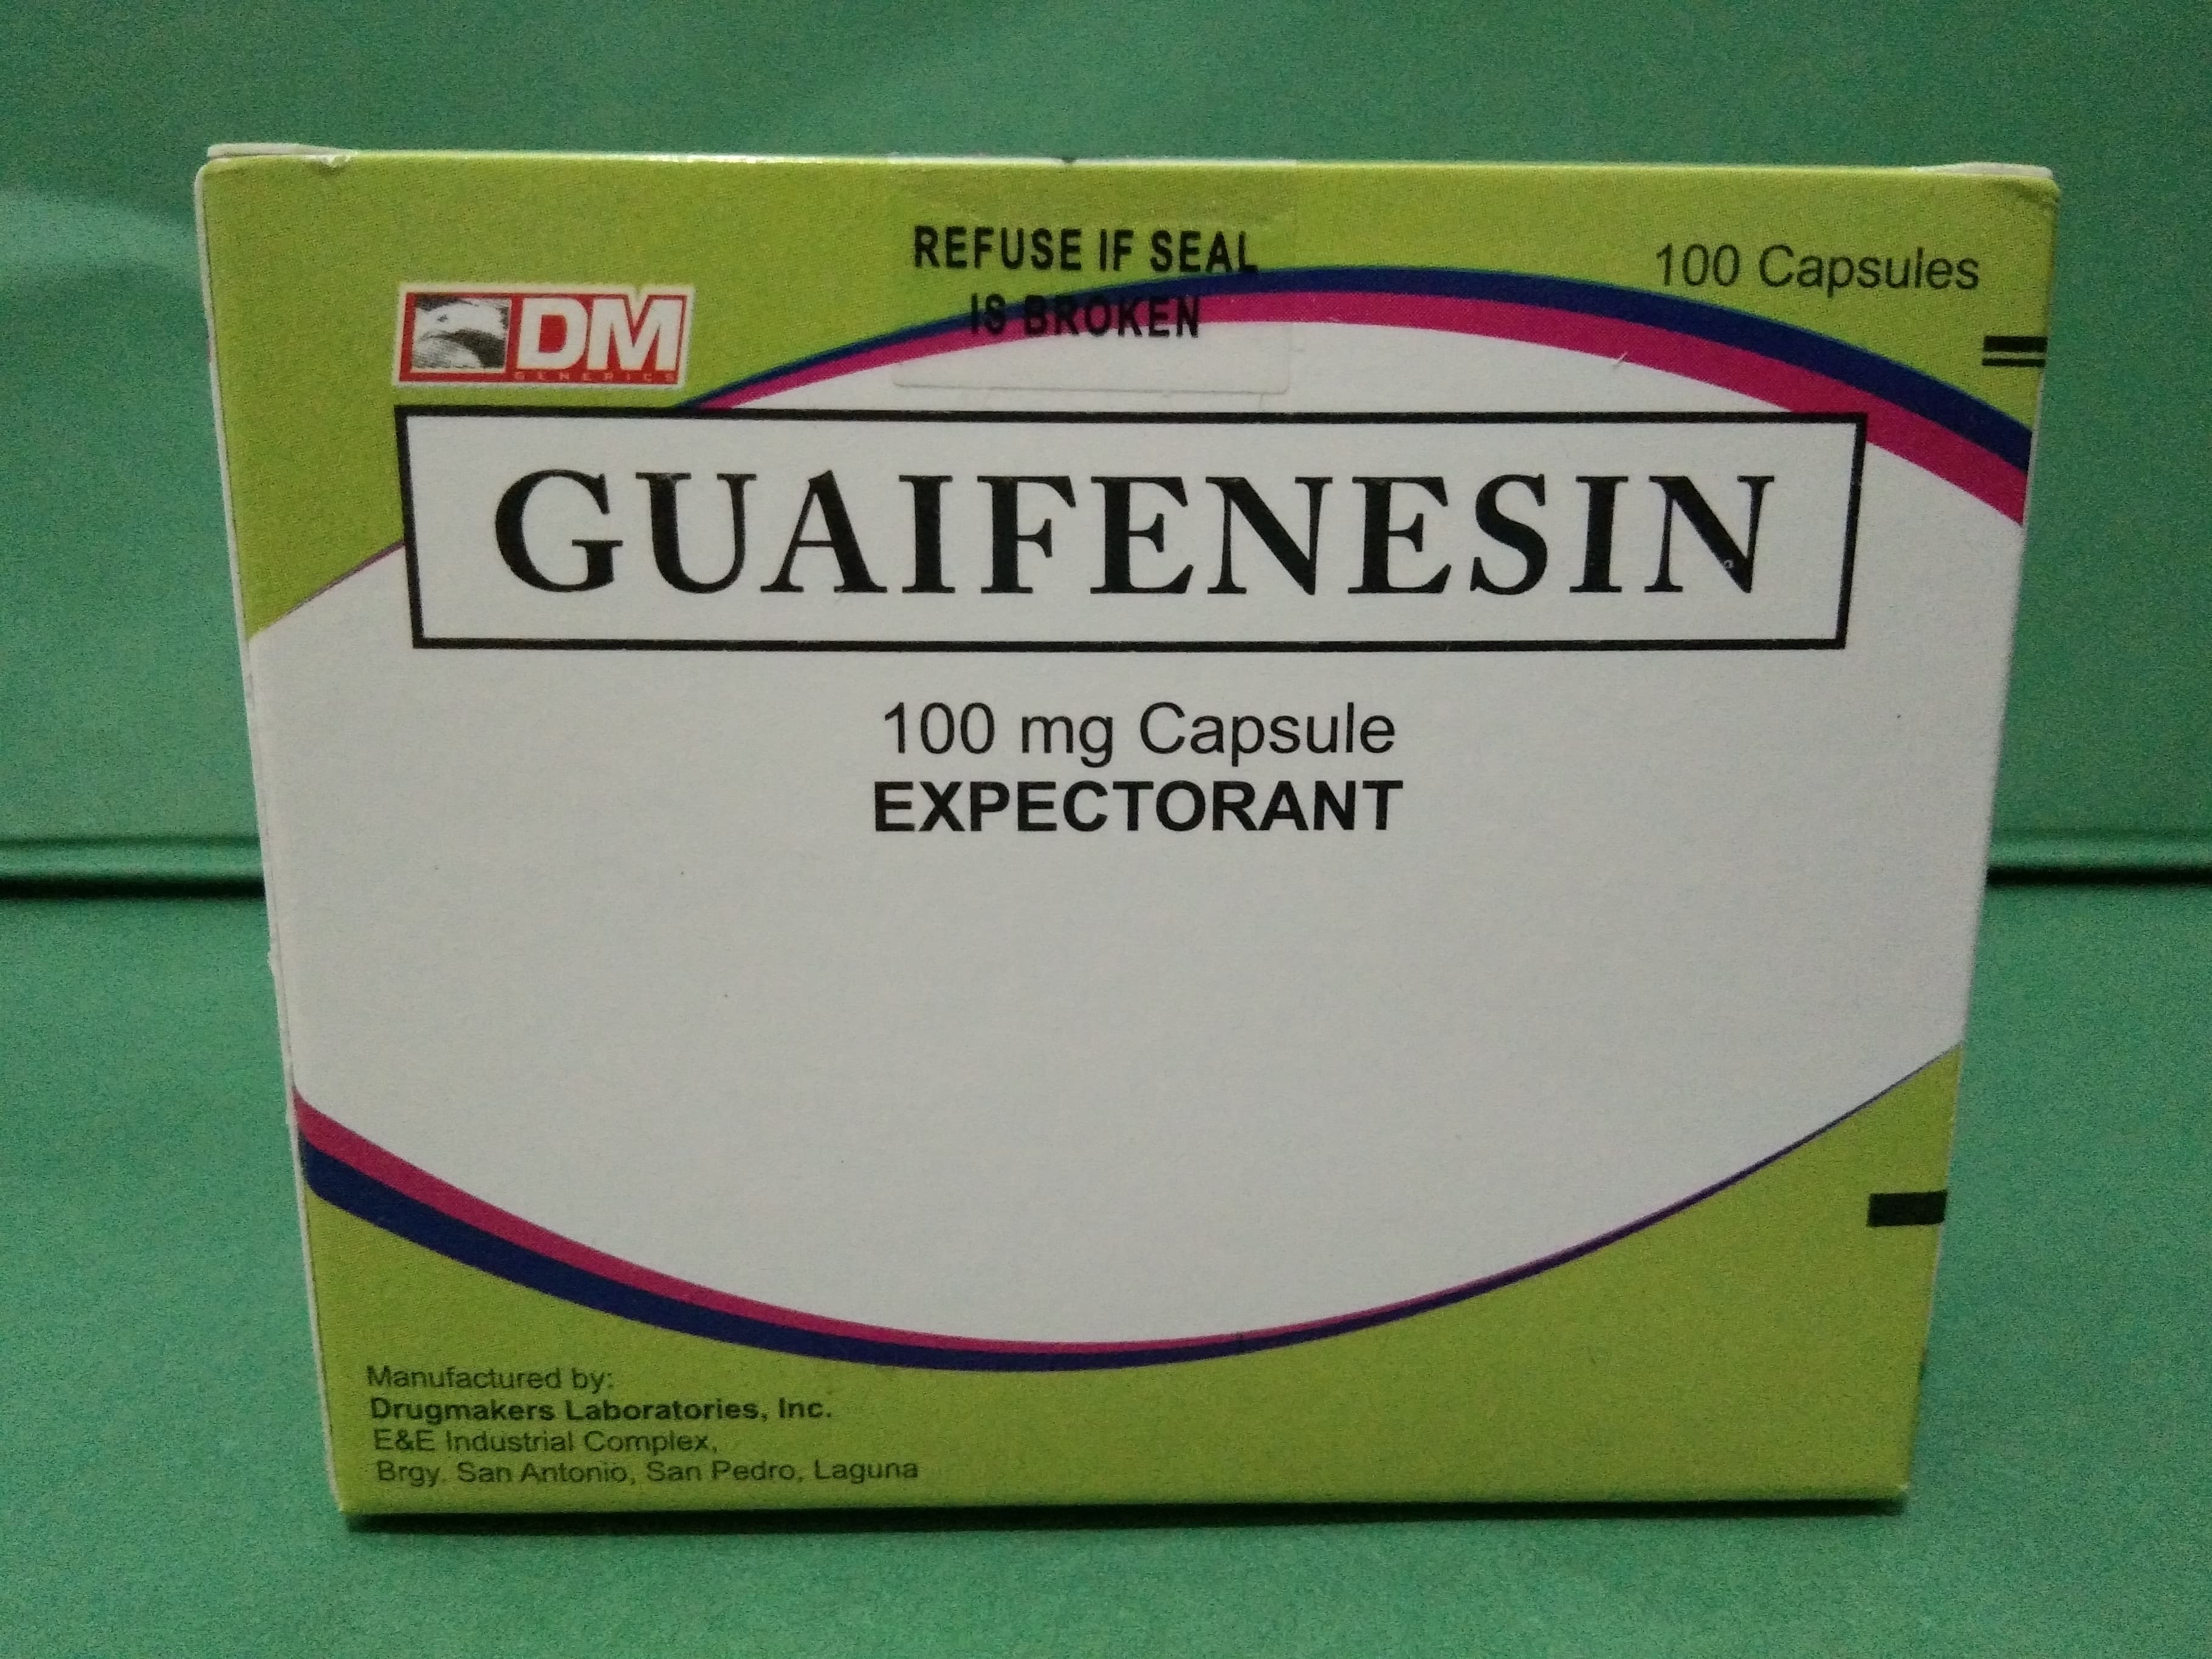 REFUSE IF SEAL
IS BROKEN
100 Capsules
DM
GENERICS
GUAIFENESIN
100 mg Capsule
EXPECTORANT
Manufactured by:
Drugmakers Laboratories, Inc.
E&E Industrial Complex,
Brgy. San Antonio, San Pedro, Laguna